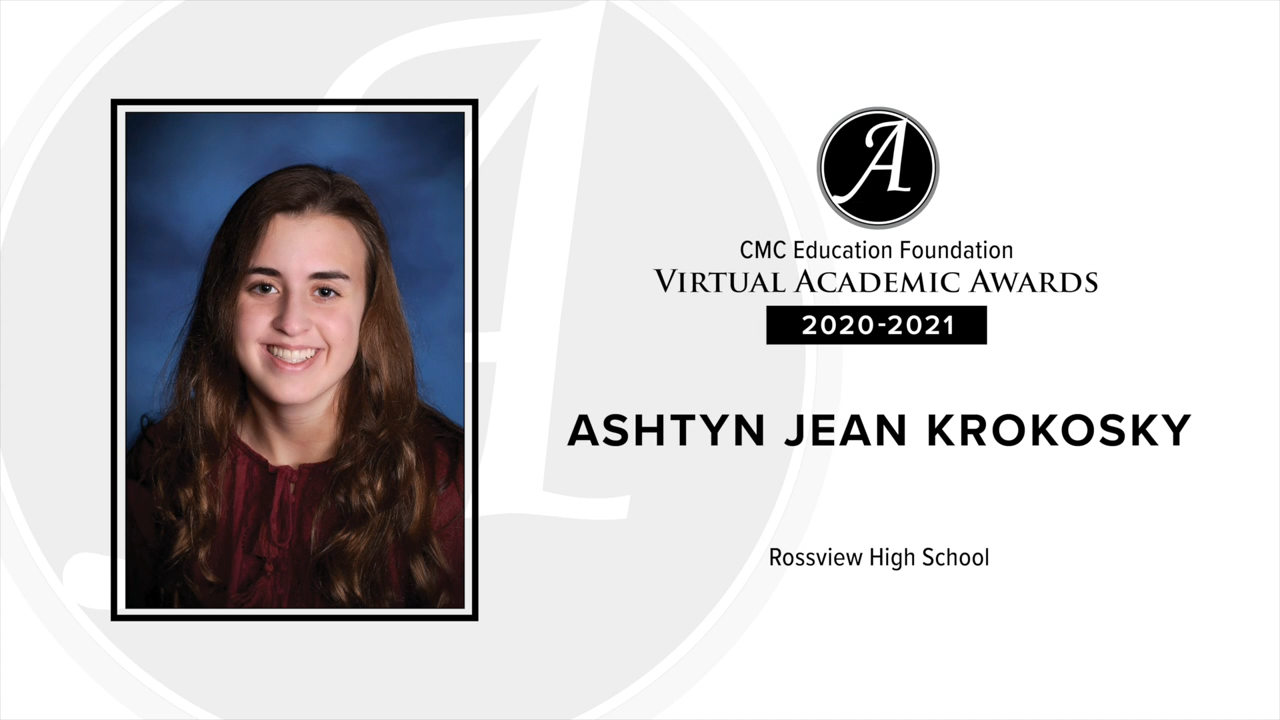 A
CMC Education Foundation
VIRTUAL ACADEMIC AWARDS
2020-2021
ASHTYN JEAN KROKOSKY
Rossview High School